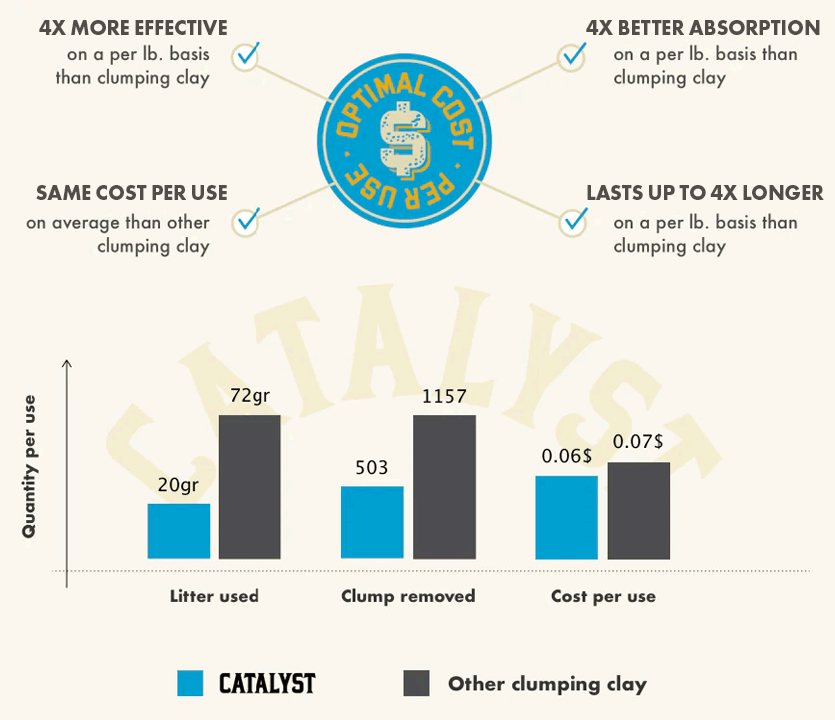 4X MORE EFFECTIVE
on a per lb. basis
than clumping clay
4X BETTER ABSORPTION
on a per lb. basis than
clumping clay
OPTIMAL COST
$
PER USE
SAME COST PER USE
on average than other
clumping clay
LASTS UP TO 4X LONGER
on a per lb. basis than
clumping clay
CATALYST
Quantity per use
20gr
72gr
503
1157
0.06$
0.07$
Litter used
Clump removed
Cost per use
CATALYST
Other clumping clay